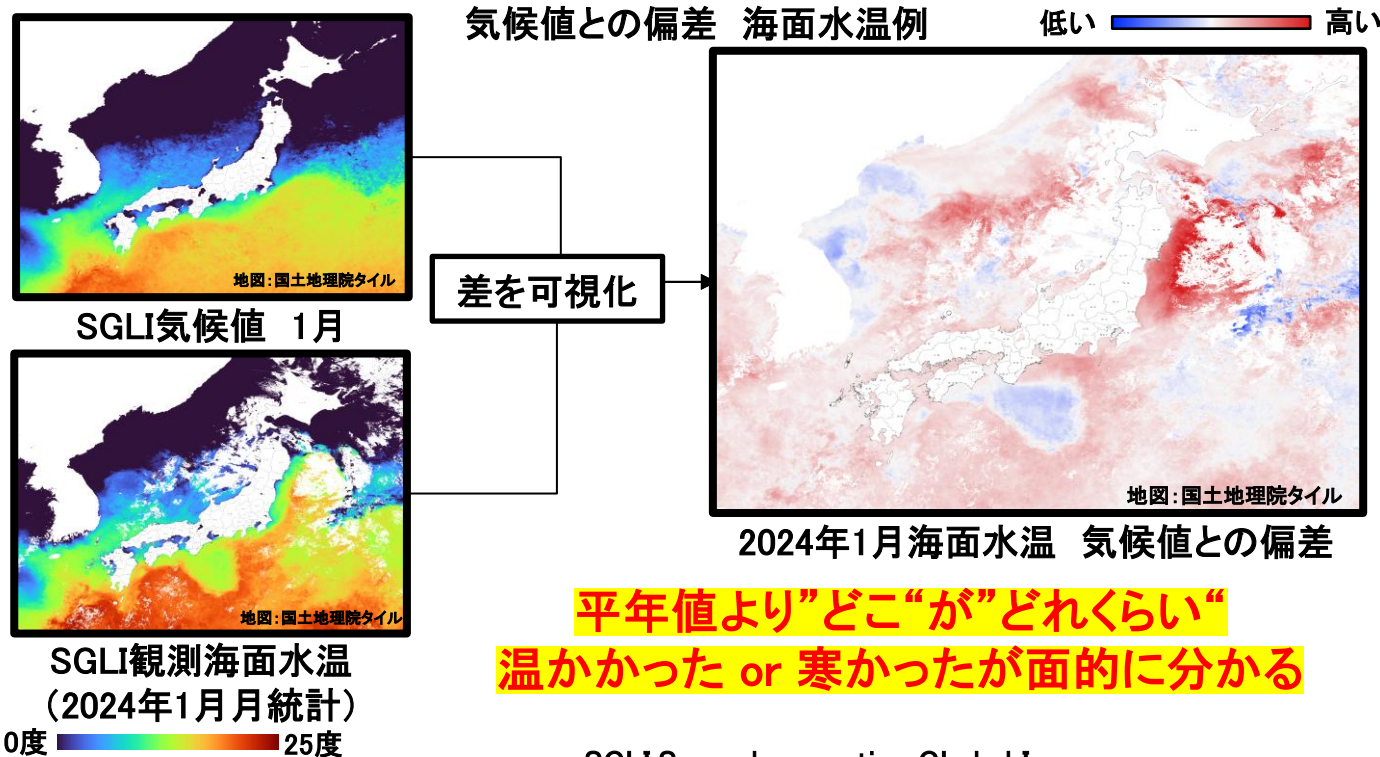 気候値との偏差　海面水温例
低い
高い
地図：国土地理院タイル
SGLI気候値　1月
差を可視化
地図：国土地理院タイル
2024年1月海面水温　気候値との偏差
地図：国土地理院タイル
SGLI観測海面水温
（2024年1月月統計）
0度
25度
平年値より”どこ“が”どれくらい“
温かかった or 寒かったが面的に分かる